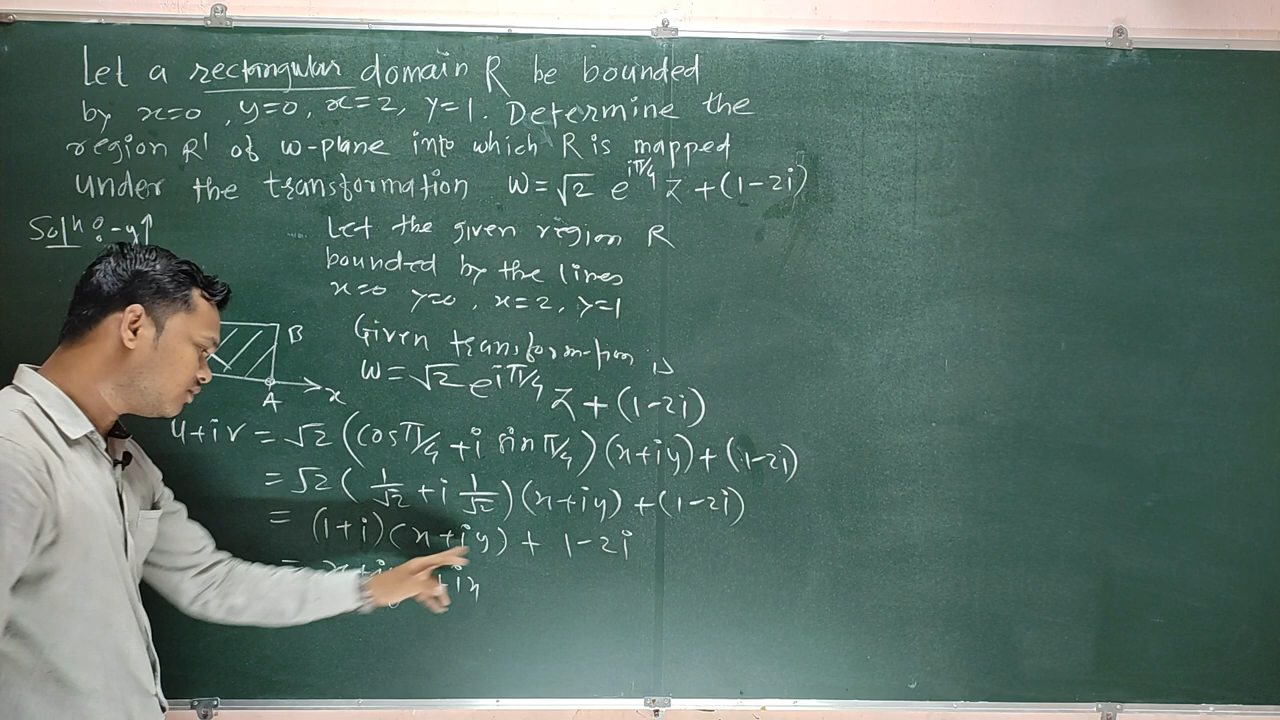 Let a rectangular domain R be bounded
by x=0, y=0, x=2, y=1. Determine the
region R' of w-plane into which R is mapped
under the transformation w=√2 e^{iπ/4} z+(1-2i)
Solⁿ:- y
Let the given region R
bounded by the lines
x=0 y=0, x=2, y=1
Given transformation is
w=√2 e^{iπ/4} z+(1-2i)
B
A x
u+iv = √2 (cos π/4 + i sin π/4)(x+iy)+(1-2i)
= √2 (1/√2 + i 1/√2)(x+iy)+(1-2i)
= (1+i)(x+iy)+ 1-2i
= +ix